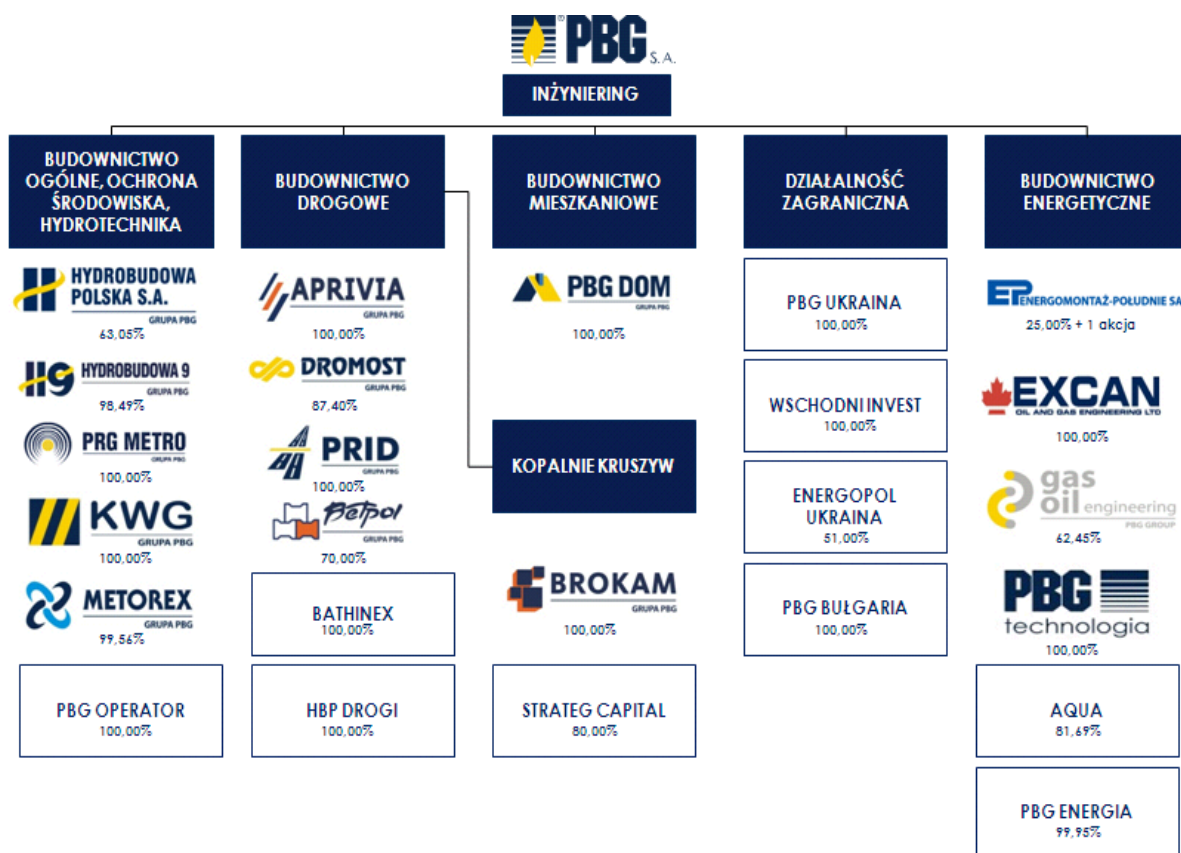 PBG S.A.
®
INŻYNIERING
BUDOWNICTWO
OGÓLNE, OCHRONA
ŚRODOWISKA,
HYDROTECHNIKA
HYDROBUDOWA
POLSKA S.A.
GRUPA PBG
63,05%
H9 HYDROBUDOWA 9
GRUPA PBG
98,49%
PRG METRO
GRUPA PBG
100,00%
KWG
GRUPA PBG
100,00%
METOREX
GRUPA PBG
99,56%
PBG OPERATOR
100,00%
BUDOWNICTWO
DROGOWE
APRIVIA
GRUPA PBG
100,00%
DROMOST
GRUPA PBG
87,40%
PRID
GRUPA PBG
100,00%
Betpol
GRUPA PBG
70,00%
BATHINEX
100,00%
HBP DROGI
100,00%
BUDOWNICTWO
MIESZKANIOWE
PBG DOM
GRUPA PBG
100,00%
KOPALNIE KRUSZYW
BROKAM
GRUPA PBG
100,00%
STRATEG CAPITAL
80,00%
DZIAŁALNOŚĆ
ZAGRANICZNA
PBG UKRAINA
100,00%
WSCHODNI INVEST
100,00%
ENERGOPOL
UKRAINA
51,00%
PBG BUŁGARIA
100,00%
BUDOWNICTWO
ENERGETYCZNE
EP ENERGOMONTAŻ-POŁUDNIE SA
25,00% + 1 akcja
EXCAN
OIL AND GAS ENGINEERING LTD
100,00%
gas
oil engineering
PBG GROUP
62,45%
PBG
technologia
100,00%
AQUA
81,69%
PBG ENERGIA
99,95%